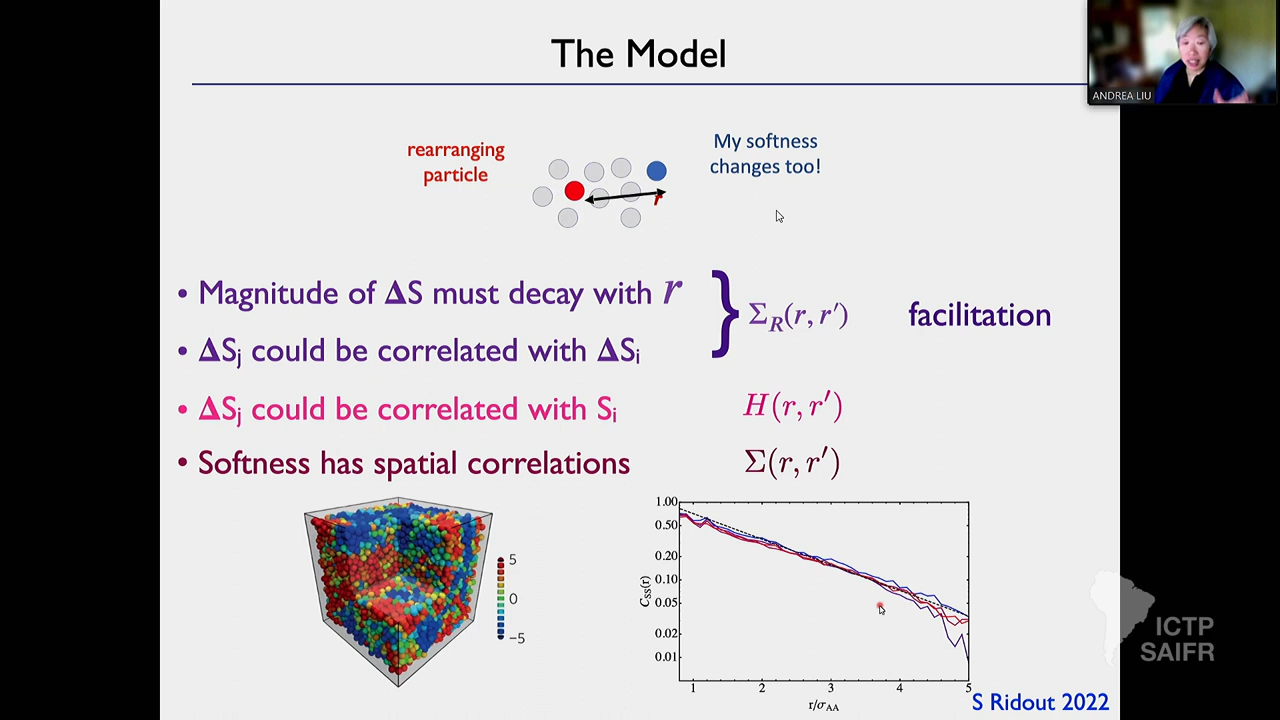 The Model
ANDREA LIU
rearranging
particle
My softness
changes too!
r
• Magnitude of ΔS must decay with r
• ΔSj could be correlated with ΔSi
} Σ_R(r, r′)
facilitation
• ΔSj could be correlated with Si
H(r, r′)
• Softness has spatial correlations
Σ(r, r′)
5
0
−5
1.00
0.50
0.20
0.10
0.05
0.02
0.01
C_SS(r)
1 2 3 4 5
r/σ_AA
S Ridout 2022
ICTP
SAIFR